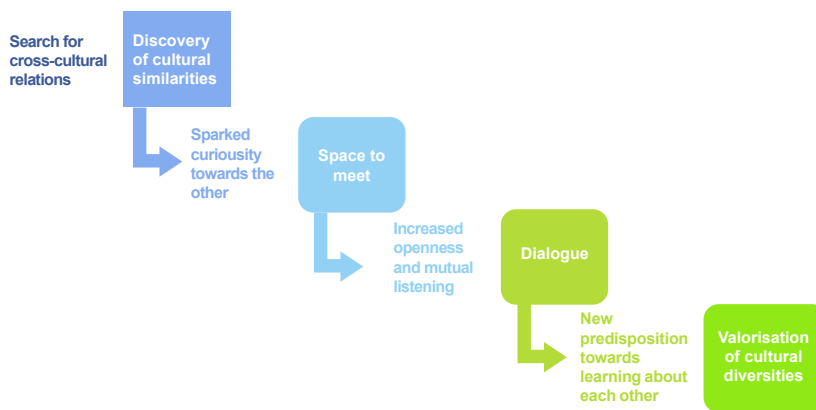 Search for
cross-cultural
relations
Discovery
of cultural
similarities
Sparked
curiousity
towards the
other
Space to
meet
Increased
openness
and mutual
listening
Dialogue
New
predisposition
towards
learning about
each other
Valorisation
of cultural
diversities